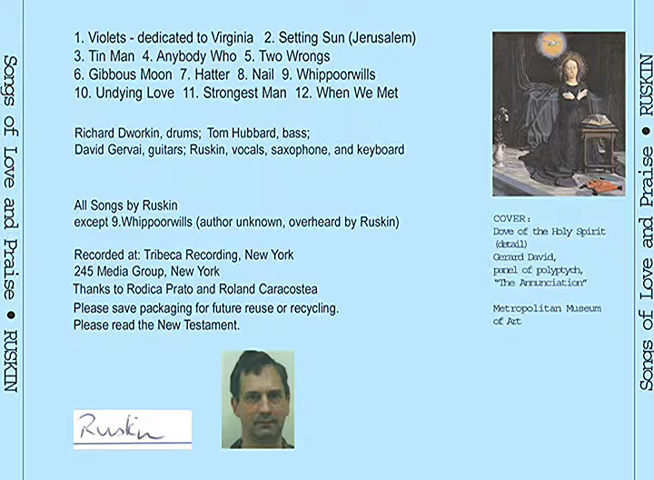 Songs of Love and Praise • RUSKIN
1. Violets - dedicated to Virginia 2. Setting Sun (Jerusalem)
3. Tin Man 4. Anybody Who 5. Two Wrongs
6. Gibbous Moon 7. Hatter 8. Nail 9. Whippoorwills
10. Undying Love 11. Strongest Man 12. When We Met
Richard Dworkin, drums; Tom Hubbard, bass;
David Gervai, guitars; Ruskin, vocals, saxophone, and keyboard
All Songs by Ruskin
except 9.Whippoorwills (author unknown, overheard by Ruskin)
Recorded at: Tribeca Recording, New York
245 Media Group, New York
Thanks to Rodica Prato and Roland Caracostea
Please save packaging for future reuse or recycling.
Please read the New Testament.
Ruskin
COVER:
Dove of the Holy Spirit
(detail)
Gerard David,
panel of polyptych,
"The Annunciation"
Metropolitan Museum
of Art
Songs of Love and Praise • RUSKIN